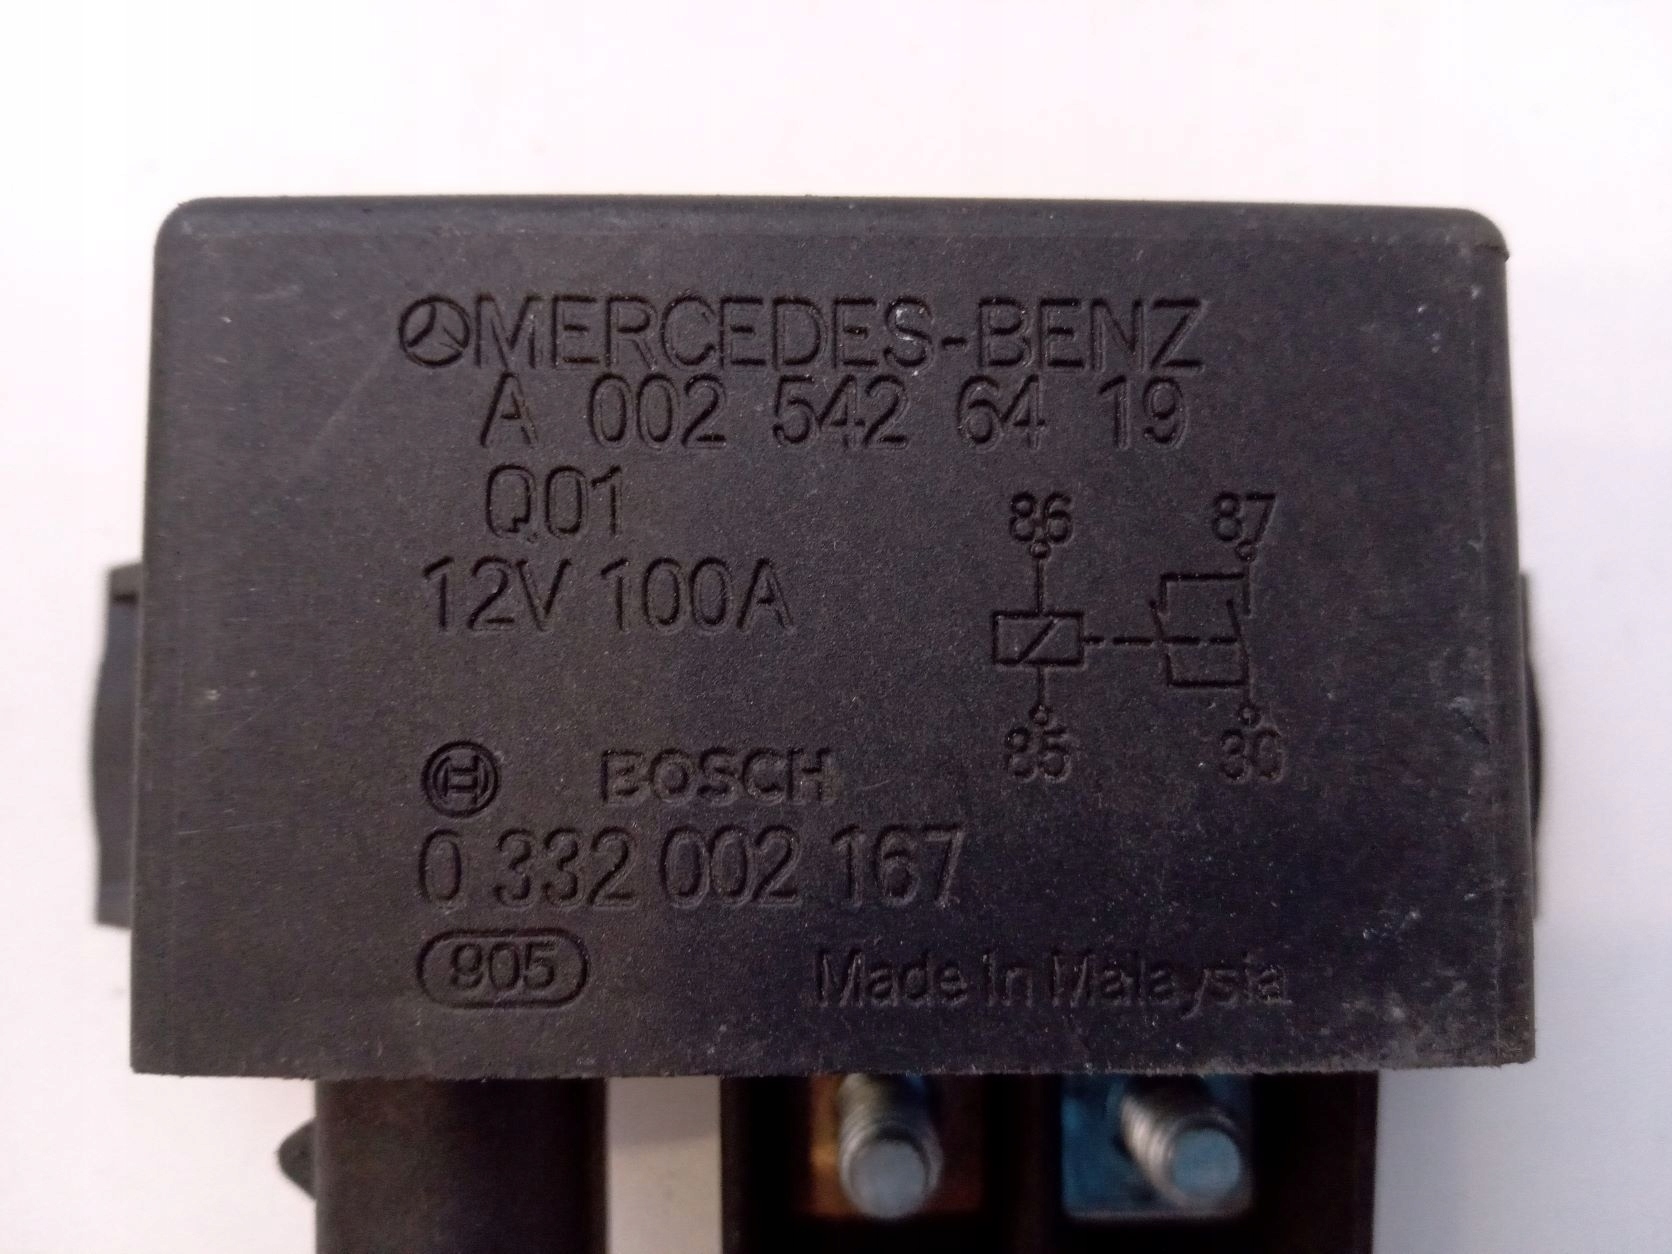 MERCEDES-BENZ
A 002 542 64 19
Q01
12V 100A
86 87
85 30
BOSCH
0 332 002 167
905
Made in Malaysia